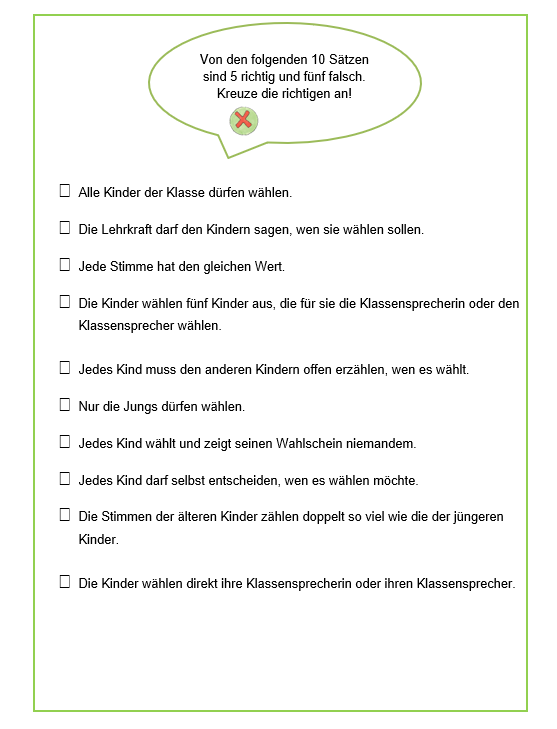 Von den folgenden 10 Sätzen
sind 5 richtig und fünf falsch.
Kreuze die richtigen an!
Alle Kinder der Klasse dürfen wählen.
Die Lehrkraft darf den Kindern sagen, wen sie wählen sollen.
Jede Stimme hat den gleichen Wert.
Die Kinder wählen fünf Kinder aus, die für sie die Klassensprecherin oder den
Klassensprecher wählen.
Jedes Kind muss den anderen Kindern offen erzählen, wen es wählt.
Nur die Jungs dürfen wählen.
Jedes Kind wählt und zeigt seinen Wahlschein niemandem.
Jedes Kind darf selbst entscheiden, wen es wählen möchte.
Die Stimmen der älteren Kinder zählen doppelt so viel wie die der jüngeren
Kinder.
Die Kinder wählen direkt ihre Klassensprecherin oder ihren Klassensprecher.